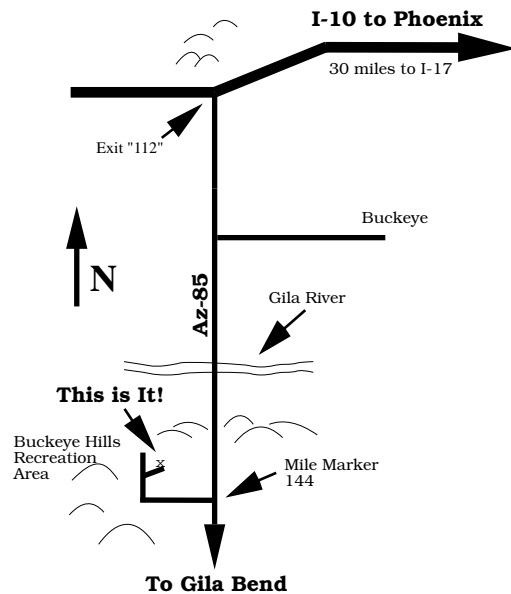 I-10 to Phoenix
30 miles to I-17
Exit "112"
Buckeye
N
Az-85
Gila River
This is It!
Buckeye Hills
Recreation
Area
x
Mile Marker
144
To Gila Bend